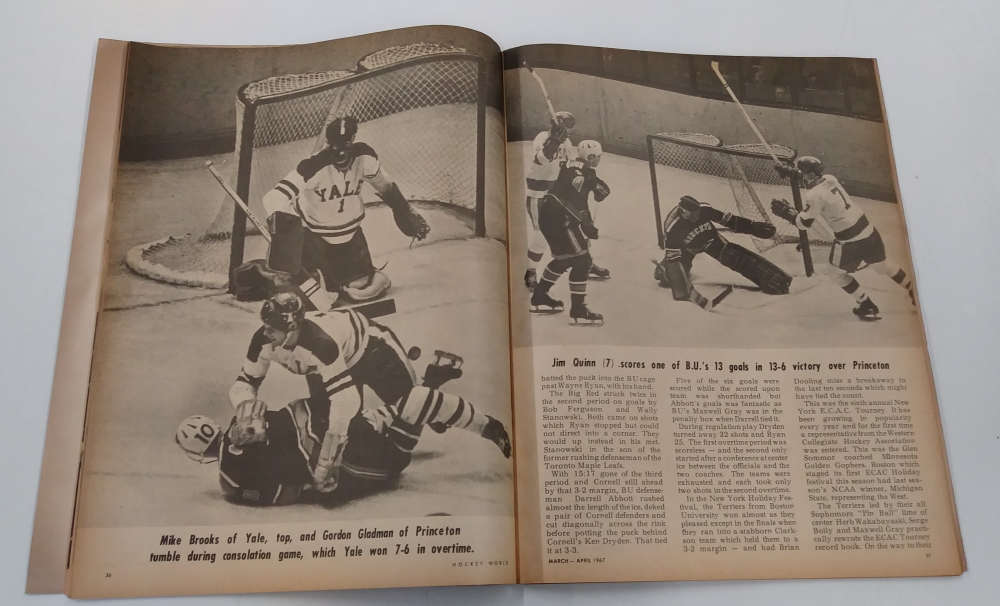 YALE
1
10
Mike Brooks of Yale, top, and Gordon Gladman of Princeton
tumble during consolation game, which Yale won 7-6 in overtime.
36
HOCKEY WORLD
7
Jim Quinn (7) scores one of B.U.'s 13 goals in 13-6 victory over Princeton
batted the puck into the BU cage
past Wayne Ryan, with his hand.
The Big Red struck twice in
the second period on goals by
Bob Ferguson and Wally
Stanowski. Both came on shots
which Ryan stopped but could
not direct into a corner. They
would up instead in his net.
Stanowski is the son of the
former rushing defenseman of the
Toronto Maple Leafs.
With 15:17 gone of the third
period and Cornell still ahead
by that 3-2 margin, BU defense-
man Darrell Abbott rushed
almost the length of the ice, deked
a pair of Cornell defenders and
cut diagonally across the rink
before potting the puck behind
Cornell's Ken Dryden. That tied
it at 3-3.
Five of the six goals were
scored while the scored upon
team was shorthanded but
Abbott's goals was fantastic as
BU's Maxwell Gray was in the
penalty box when Darrell tied it.
During regulation play Dryden
turned away 32 shots and Ryan
25. The first overtime period was
scoreless — and the second only
started after a conference at center
ice between the officials and the
two coaches. The teams were
exhausted and each took only
two shots in the second overtime.
In the New York Holiday Fes-
tival, the Terriers from Boston
University won almost as they
pleased except in the finals when
they ran into a stubborn Clark-
son team which held them to a
3-2 margin — and had Brian
Dooling miss a breakaway in
the last ten seconds which might
have tied the count.
This was the sixth annual New
York E.C.A.C. Tourney. It has
been growing in popularity
every year and for the first time
a representative from the Western
Collegiate Hockey Association
was entered. This was the Glen
Sonmor coached Minnesota
Golden Gophers. Boston which
staged its first ECAC Holiday
festival this season had last sea-
son's NCAA winner, Michigan
State, representing the West.
The Terriers led by their all
Sophomore "Pin Ball" line of
center Herb Wakabayashi, Serge
Boily and Maxwell Gray practi-
cally rewrote the ECAC Tourney
record book. On the way to their
MARCH — APRIL 1967
37